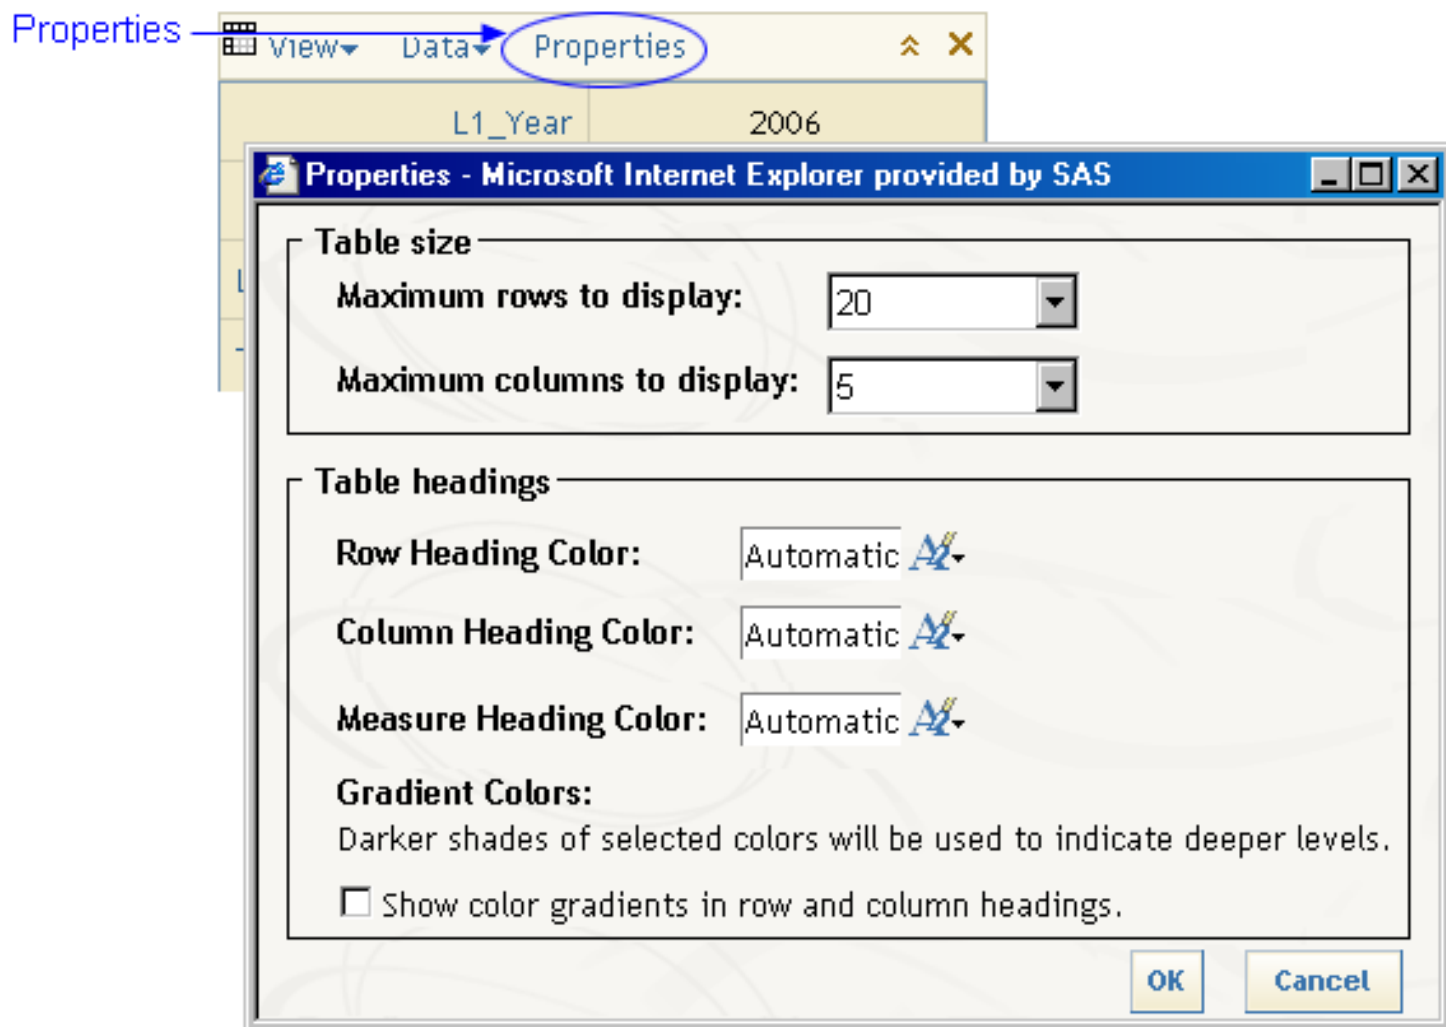 Properties
View Data Properties
L1_Year 2006
Properties - Microsoft Internet Explorer provided by SAS
Table size
Maximum rows to display: 20
Maximum columns to display: 5
Table headings
Row Heading Color: Automatic
Column Heading Color: Automatic
Measure Heading Color: Automatic
Gradient Colors:
Darker shades of selected colors will be used to indicate deeper levels.
Show color gradients in row and column headings.
OK Cancel